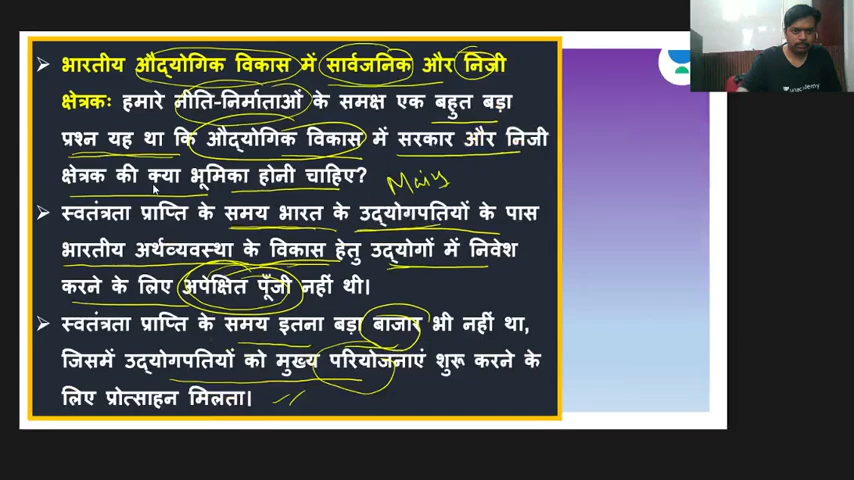 भारतीय औद्योगिक विकास में सार्वजनिक और निजी
क्षेत्रकः हमारे नीति-निर्माताओं के समक्ष एक बहुत बड़ा
प्रश्न यह था कि औद्योगिक विकास में सरकार और निजी
क्षेत्रक की क्या भूमिका होनी चाहिए?
स्वतंत्रता प्राप्ति के समय भारत के उद्योगपतियों के पास
भारतीय अर्थव्यवस्था के विकास हेतु उद्योगों में निवेश
करने के लिए अपेक्षित पूँजी नहीं थी।
स्वतंत्रता प्राप्ति के समय इतना बड़ा बाजार भी नहीं था,
जिसमें उद्योगपतियों को मुख्य परियोजनाएं शुरू करने के
लिए प्रोत्साहन मिलता।
unacademy